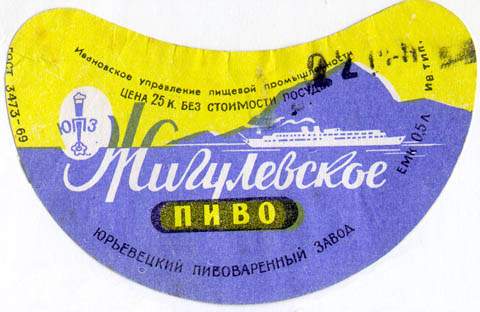 Ивановское управление пищевой промышленности
ЦЕНА 25 К. БЕЗ СТОИМОСТИ ПОСУДЫ
ГОСТ 3473-69
ЮПЗ
Жигулевское
ПИВО
ЕМК 0,5 Л
ИВ ТИП.
ЮРЬЕВЕЦКИЙ ПИВОВАРЕННЫЙ ЗАВОД